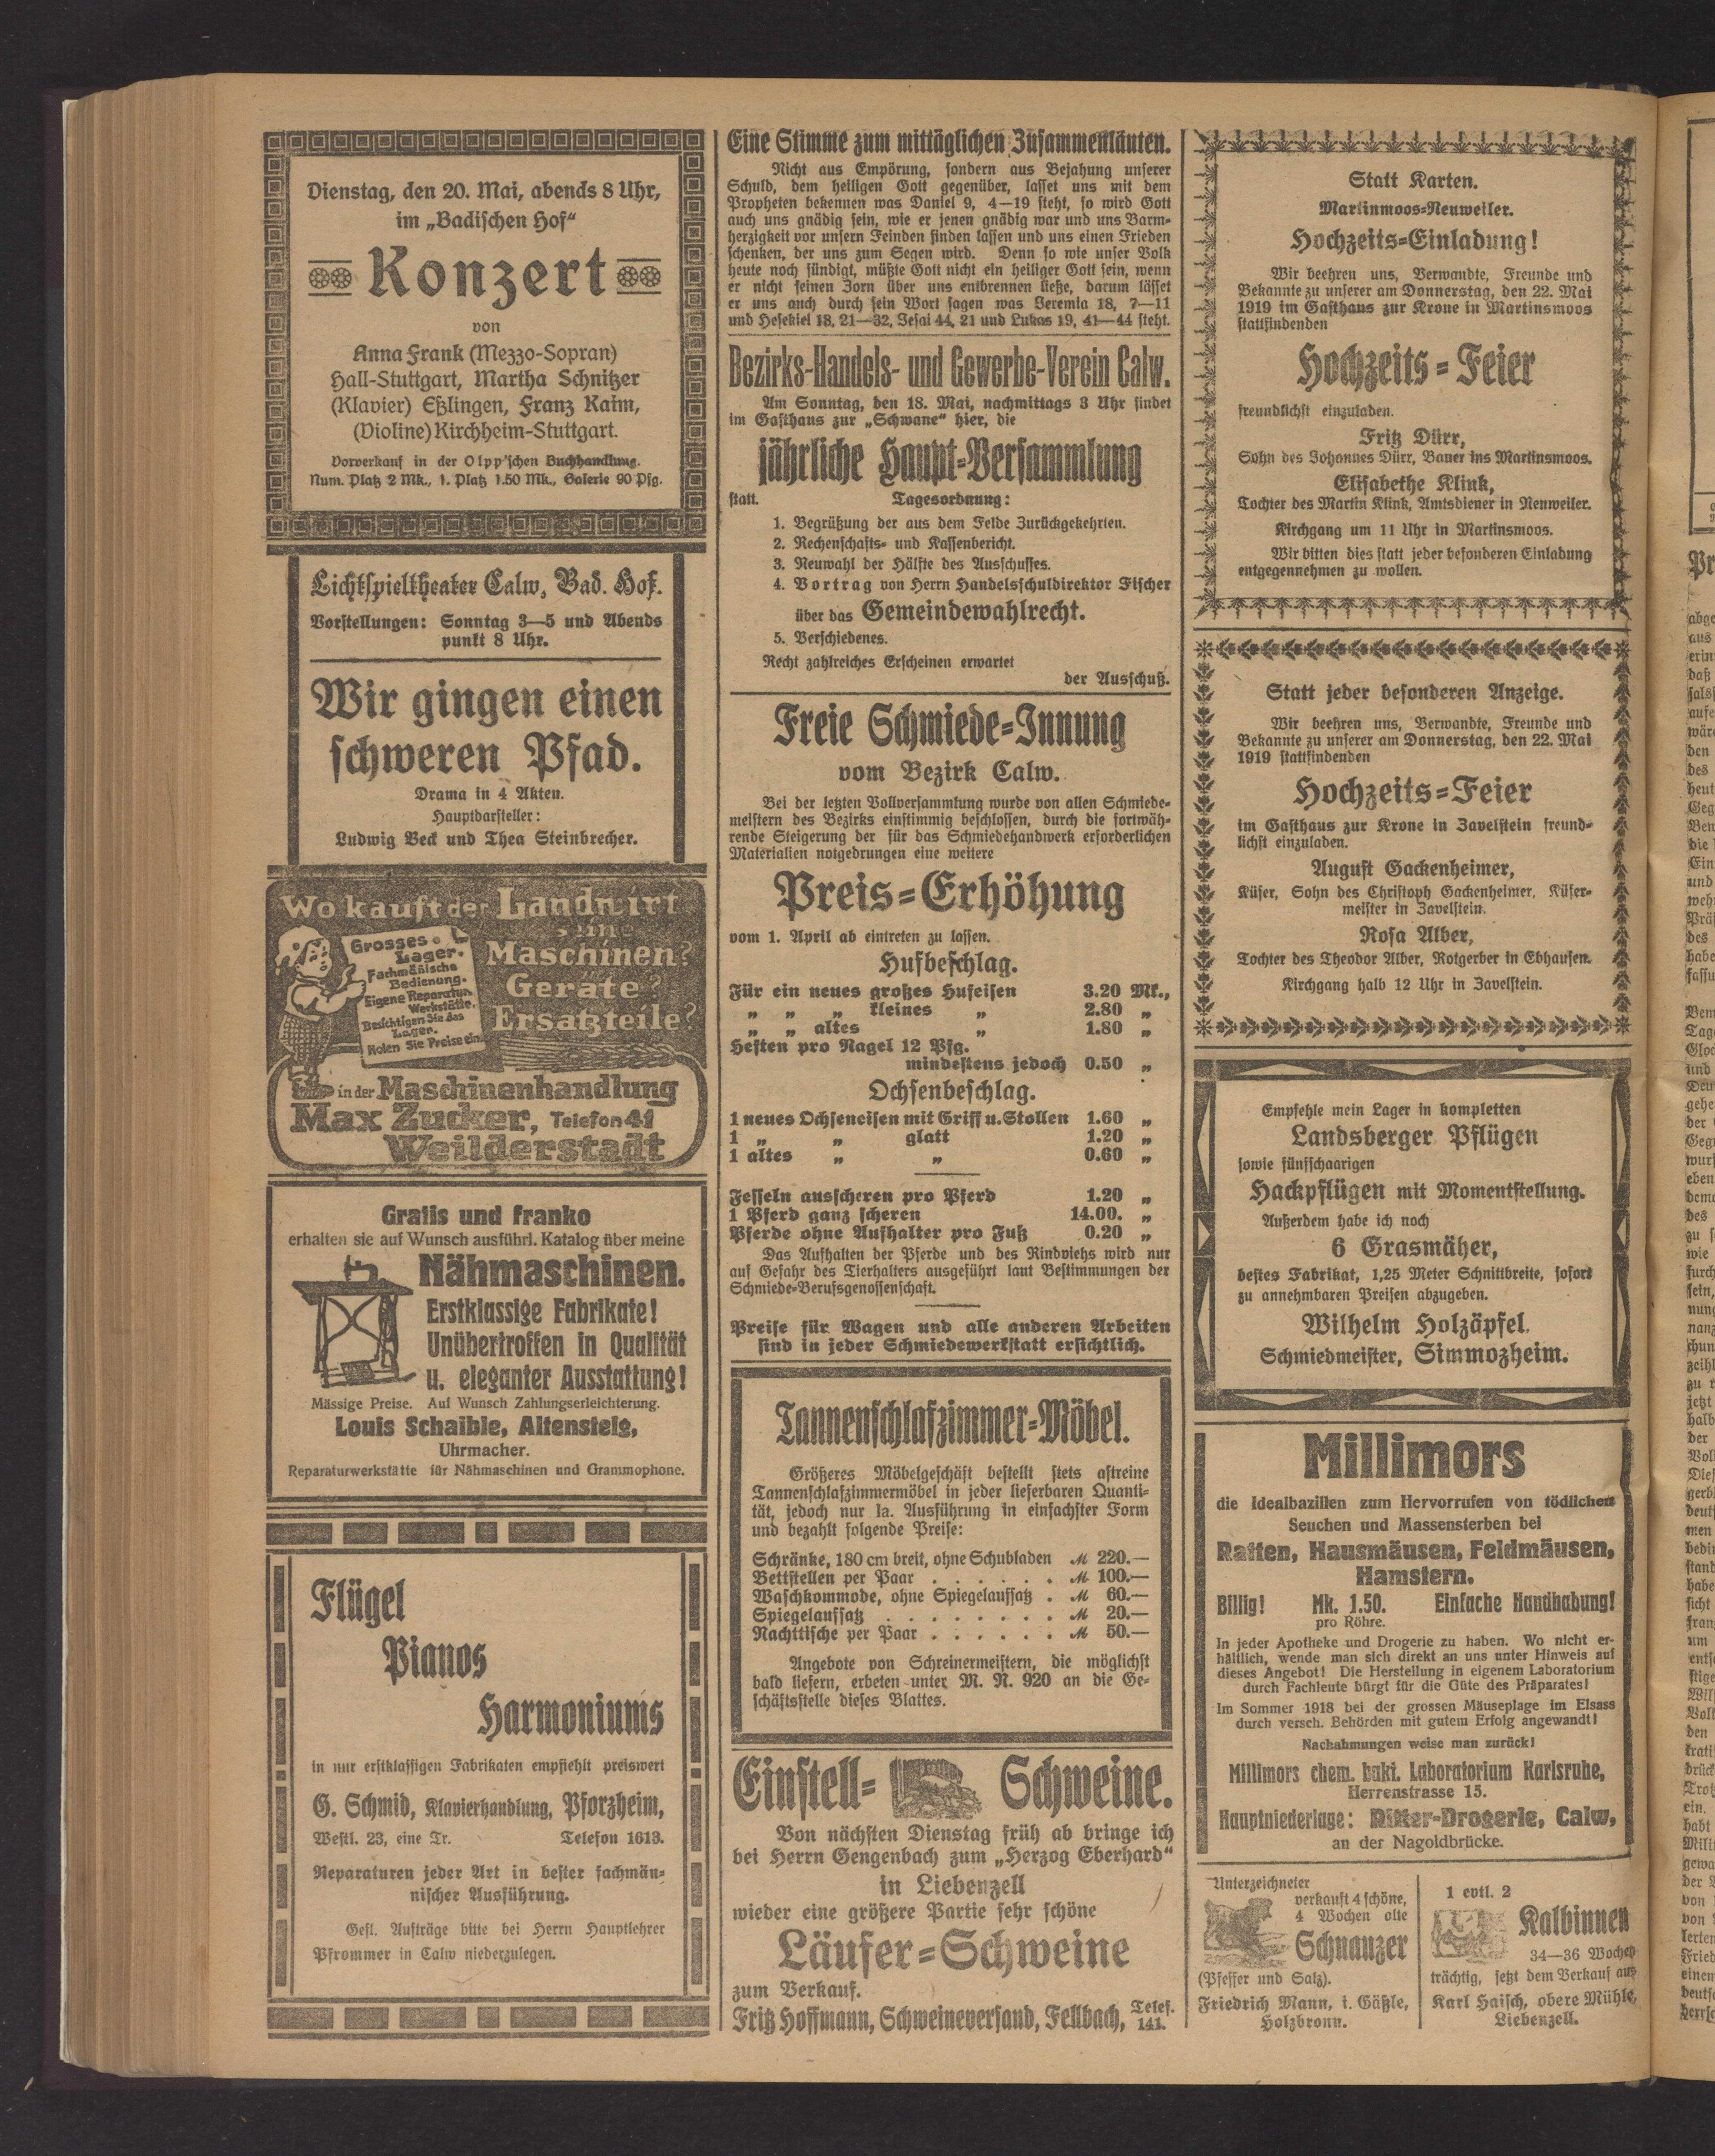 Dienstag, den 20. Mai, abends 8 Uhr,
im „Badischen Hof“
Konzert
von
Anna Frank (Mezzo-Sopran)
Hall-Stuttgart, Martha Schnitzer
(Klavier) Eßlingen, Franz Kaim,
(Violine) Kirchheim-Stuttgart.
Vorverkauf in der Olpp'schen Buchhandlung.
Num. Platz 2 Mk., 1. Platz 1.50 Mk., Galerie 90 Pfg.
Lichtspieltheater Calw, Bad. Hof.
Vorstellungen: Sonntag 3—5 und Abends
punkt 8 Uhr.
Wir gingen einen
schweren Pfad.
Drama in 4 Akten.
Hauptdarsteller:
Ludwig Beck und Thea Steinbrecher.
Wo kauft der Landwirt
seine
Maschinen?
Geräte?
Ersatzteile?
Grosses
Lager.
Fachmänische
Bedienung.
Eigene Reparatur-
Werkstätte.
Besichtigen Sie das
Lager.
Holen Sie Preise ein.
in der Maschinenhandlung
Max Zucker, Telefon 41
Weilderstadt
Gratis und franko
erhalten sie auf Wunsch ausführl. Katalog über meine
Nähmaschinen.
Erstklassige Fabrikate!
Unübertroffen in Qualität
u. eleganter Ausstattung!
Mässige Preise. Auf Wunsch Zahlungserleichterung.
Louis Schaible, Altensteig,
Uhrmacher.
Reparaturwerkstätte für Nähmaschinen und Grammophone.
Flügel
Pianos
Harmoniums
in nur erstklassigen Fabrikaten empfiehlt preiswert
G. Schmid, Klavierhandlung, Pforzheim,
Westl. 23, eine Tr. Telefon 1613.
Reparaturen jeder Art in bester fachmän-
nischer Ausführung.
Gefl. Aufträge bitte bei Herrn Hauptlehrer
Pfrommer in Calw niederzulegen.
Eine Stimme zum mittäglichen Zusammenläuten.
Nicht aus Empörung, sondern aus Bejahung unserer
Schuld, dem heiligen Gott gegenüber, lasset uns mit dem
Propheten bekennen was Daniel 9, 4—19 steht, so wird Gott
auch uns gnädig sein, wie er jenen gnädig war und uns Barm-
herzigkeit vor unsern Feinden finden lassen und uns einen Frieden
schenken, der uns zum Segen wird. Denn so wie unser Volk
heute noch sündigt, müßte Gott nicht ein heiliger Gott sein, wenn
er nicht seinen Zorn über uns entbrennen ließe, darum lässet
er uns auch durch sein Wort sagen was Jeremia 18, 7—11
und Hesekiel 18, 21—32, Jesai 44, 21 und Lukas 19, 41—44 steht.
Bezirks-Handels- und Gewerbe-Verein Calw.
Am Sonntag, den 18. Mai, nachmittags 3 Uhr findet
im Gasthaus zur „Schwane“ hier, die
jährliche Haupt-Versammlung
statt. Tagesordnung:
1. Begrüßung der aus dem Felde Zurückgekehrten.
2. Rechenschafts- und Kassenbericht.
3. Neuwahl der Hälfte des Ausschusses.
4. Vortrag von Herrn Handelsschuldirektor Fischer
über das Gemeindewahlrecht.
5. Verschiedenes.
Recht zahlreiches Erscheinen erwartet
der Ausschuß.
Freie Schmiede-Innung
vom Bezirk Calw.
Bei der letzten Vollversammlung wurde von allen Schmiede-
meistern des Bezirks einstimmig beschlossen, durch die fortwäh-
rende Steigerung der für das Schmiedehandwerk erforderlichen
Materialien notgedrungen eine weitere
Preis-Erhöhung
vom 1. April ab eintreten zu lassen.
Hufbeschlag.
Für ein neues großes Hufeisen 3.20 Mk.,
„ „ „ kleines „ 2.80 „
„ „ altes „ 1.80 „
Heften pro Nagel 12 Pfg.
mindestens jedoch 0.50 „
Ochsenbeschlag.
1 neues Ochseneisen mit Griff u. Stollen 1.60 „
1 „ „ glatt 1.20 „
1 altes „ „ 0.60 „
Fesseln ausscheren pro Pferd 1.20 „
1 Pferd ganz scheren 14.00. „
Pferde ohne Aufhalter pro Fuß 0.20 „
Das Aufhalten der Pferde und des Rindviehs wird nur
auf Gefahr des Tierhalters ausgeführt laut Bestimmungen der
Schmiede-Berufsgenossenschaft.
Preise für Wagen und alle anderen Arbeiten
sind in jeder Schmiedewerkstatt ersichtlich.
Tannenschlafzimmer-Möbel.
Größeres Möbelgeschäft bestellt stets astreine
Tannenschlafzimmermöbel in jeder lieferbaren Quanti-
tät, jedoch nur 1a. Ausführung in einfachster Form
und bezahlt folgende Preise:
Schränke, 180 cm breit, ohne Schubladen M 220.—
Bettstellen per Paar . . . . . . M 100.—
Waschkommode, ohne Spiegelaufsatz . M 60.—
Spiegelaufsatz . . . . . . . . M 20.—
Nachttische per Paar . . . . . . M 50.—
Angebote von Schreinermeistern, die möglichst
bald liefern, erbeten unter M. N. 920 an die Ge-
schäftsstelle dieses Blattes.
Einstell- Schweine.
Von nächsten Dienstag früh ab bringe ich
bei Herrn Gengenbach zum „Herzog Eberhard“
in Liebenzell
wieder eine größere Partie sehr schöne
Läufer-Schweine
zum Verkauf.
Fritz Hoffmann, Schweineversand, Fellbach, Telef. 141.
Statt Karten.
Martinmoos-Neuweiler.
Hochzeits-Einladung!
Wir beehren uns, Verwandte, Freunde und
Bekannte zu unserer am Donnerstag, den 22. Mai
1919 im Gasthaus zur Krone in Martinsmoos
stattfindenden
Hochzeits-Feier
freundlichst einzuladen.
Fritz Dürr,
Sohn des Johannes Dürr, Bauer ins Martinsmoos.
Elisabethe Klink,
Tochter des Martin Klink, Amtsdiener in Neuweiler.
Kirchgang um 11 Uhr in Martinsmoos.
Wir bitten dies statt jeder besonderen Einladung
entgegennehmen zu wollen.
Statt jeder besonderen Anzeige.
Wir beehren uns, Verwandte, Freunde und
Bekannte zu unserer am Donnerstag, den 22. Mai
1919 stattfindenden
Hochzeits-Feier
im Gasthaus zur Krone in Zavelstein freund-
lichst einzuladen.
August Gackenheimer,
Küfer, Sohn des Christoph Gackenheimer, Küfer-
meister in Zavelstein.
Rosa Alber,
Tochter des Theodor Alber, Rotgerber in Ebhausen.
Kirchgang halb 12 Uhr in Zavelstein.
Empfehle mein Lager in kompletten
Landsberger Pflügen
sowie fünfschaarigen
Hackpflügen mit Momentstellung.
Außerdem habe ich noch
6 Grasmäher,
bestes Fabrikat, 1,25 Meter Schnittbreite, sofort
zu annehmbaren Preisen abzugeben.
Wilhelm Holzäpfel.
Schmiedmeister, Simmozheim.
Millimors
die Idealbazillen zum Hervorrufen von tödlichen
Seuchen und Massensterben bei
Ratten, Hausmäusen, Feldmäusen,
Hamstern.
Billig! Mk. 1.50. Einfache Handhabung!
pro Röhre.
In jeder Apotheke und Drogerie zu haben. Wo nicht er-
hältlich, wende man sich direkt an uns unter Hinweis auf
dieses Angebot! Die Herstellung in eigenem Laboratorium
durch Fachleute bürgt für die Güte des Präparates!
Im Sommer 1918 bei der grossen Mäuseplage im Elsass
durch versch. Behörden mit gutem Erfolg angewandt!
Nachahmungen weise man zurück!
Millimors chem. bakt. Laboratorium Karlsruhe,
Herrenstrasse 15.
Hauptniederlage: Ritter-Drogerie, Calw,
an der Nagoldbrücke.
Unterzeichneter
verkauft 4 schöne,
4 Wochen alte
Schnauzer
(Pfeffer und Salz).
Friedrich Mann, i. Gäßle,
Holzbronn.
1 evtl. 2
Kalbinnen
34—36 Wochen
trächtig, setzt dem Verkauf aus
Karl Haisch, obere Mühle,
Liebenzell.